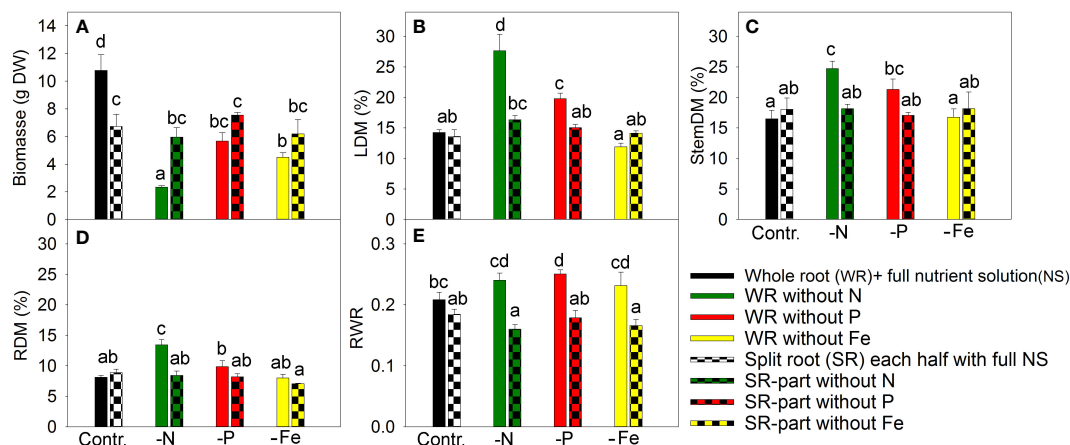 A
Biomasse (g DW)
14
12
10
8
6
4
2
0
d
c
a
bc
bc
c
b
bc
B
LDM (%)
30
25
20
15
10
5
0
ab
ab
d
bc
c
ab
a
ab
C
StemDM (%)
30
25
20
15
10
5
0
a
ab
c
ab
bc
ab
a
ab
Contr.
-N
-P
-Fe
D
RDM (%)
30
25
20
15
10
5
0
ab
ab
c
ab
b
ab
ab
a
Contr.
-N
-P
-Fe
E
RWR
0.3
0.2
0.1
0.0
bc
ab
cd
a
d
ab
cd
a
Contr.
-N
-P
-Fe
Whole root (WR)+ full nutrient solution(NS)
WR without N
WR without P
WR without Fe
Split root (SR) each half with full NS
SR-part without N
SR-part without P
SR-part without Fe